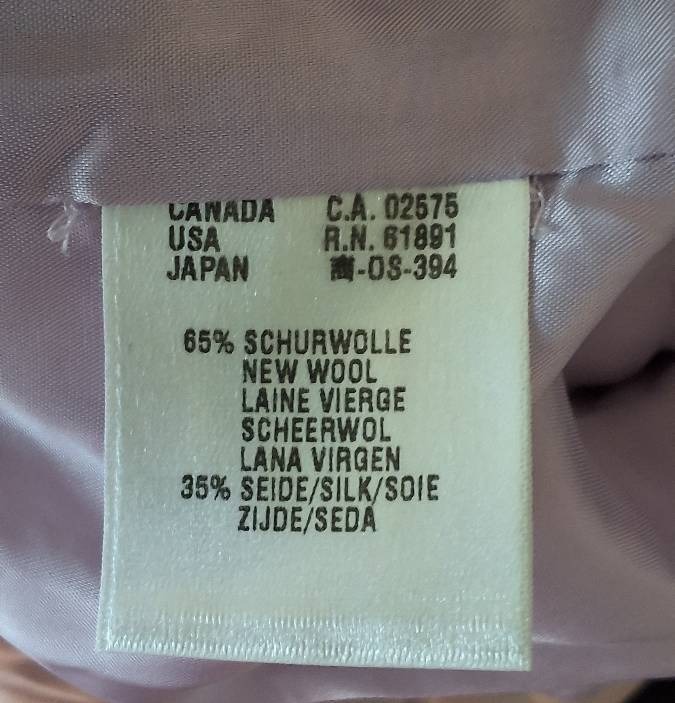 CANADA C.A. 02575
USA R.N. 61891
JAPAN 商-OS-394
65% SCHURWOLLE
NEW WOOL
LAINE VIERGE
SCHEERWOL
LANA VIRGEN
35% SEIDE/SILK/SOIE
ZIJDE/SEDA